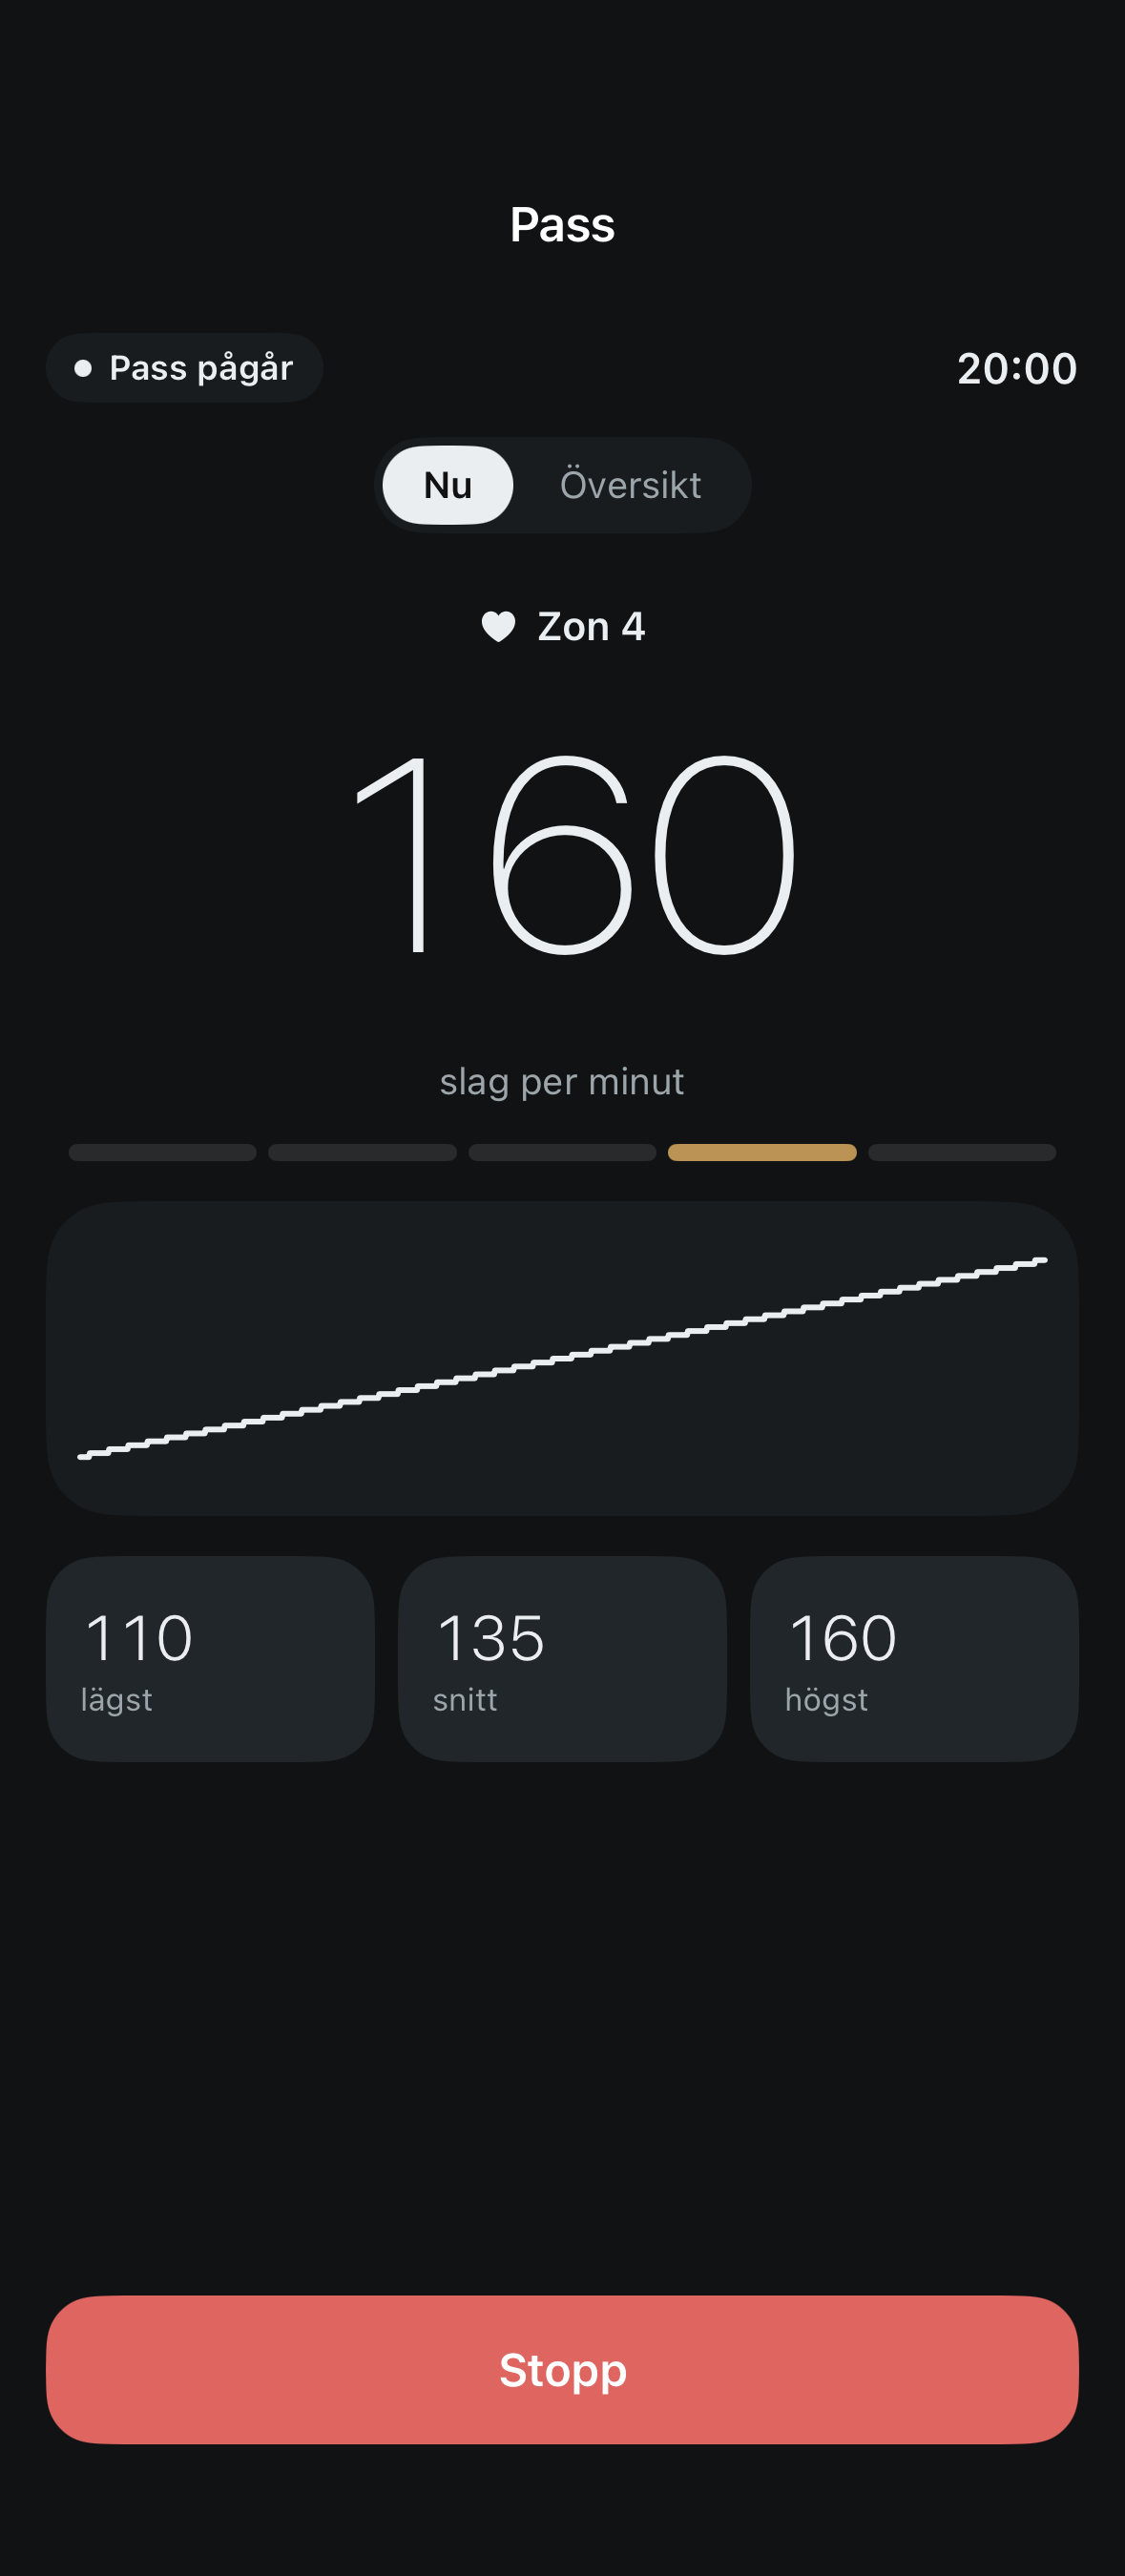 Pass
Pass pågår
20:00
Nu
Översikt
Zon 4
160
slag per minut
110
lägst
135
snitt
160
högst
Stopp